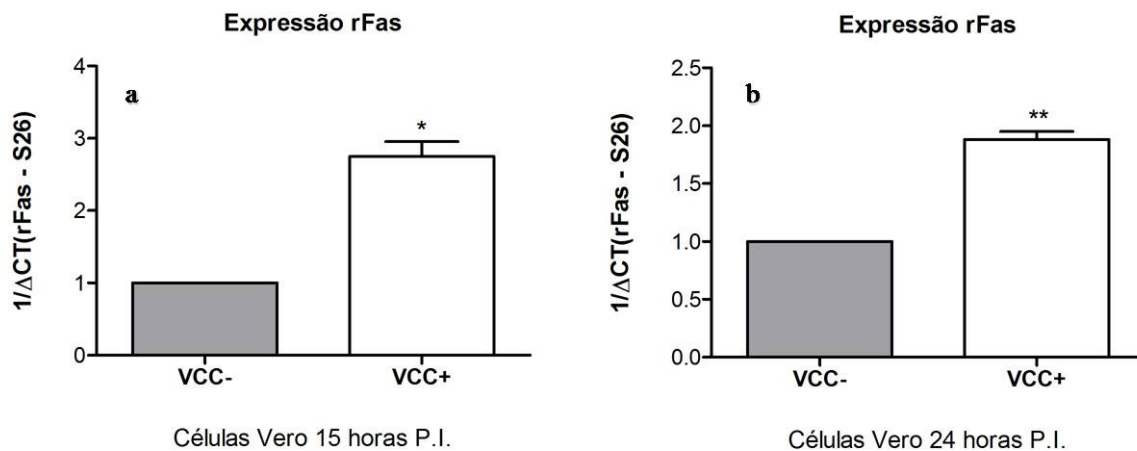 Expressão rFas
a
1/ΔCT(rFas - S26)
4
3
2
1
0
*
VCC-
VCC+
Células Vero 15 horas P.I.
Expressão rFas
b
1/ΔCT(rFas - S26)
2.5
2.0
1.5
1.0
0.5
0.0
**
VCC-
VCC+
Células Vero 24 horas P.I.